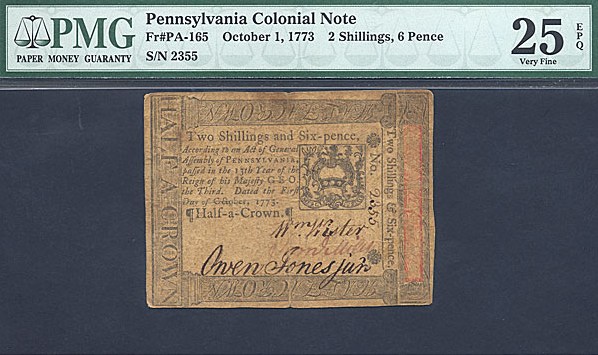 PMG
PAPER MONEY GUARANTY
Pennsylvania Colonial Note
Fr#PA-165 October 1, 1773 2 Shillings, 6 Pence
S/N 2355
25 EPQ
Very Fine
HALF-A-CROWN
Two Shillings and Six-pence,
According to an Act of General
Assembly of PENNSYLVANIA,
passed in the 13th Year of the
Reign of his Majesty GEO.
the Third. Dated the First
Day of October, 1773.
¶Half-a-Crown.¶
No. 2355
Two Shillings & Six-pence.
Wm Wister
Owen Jones junr